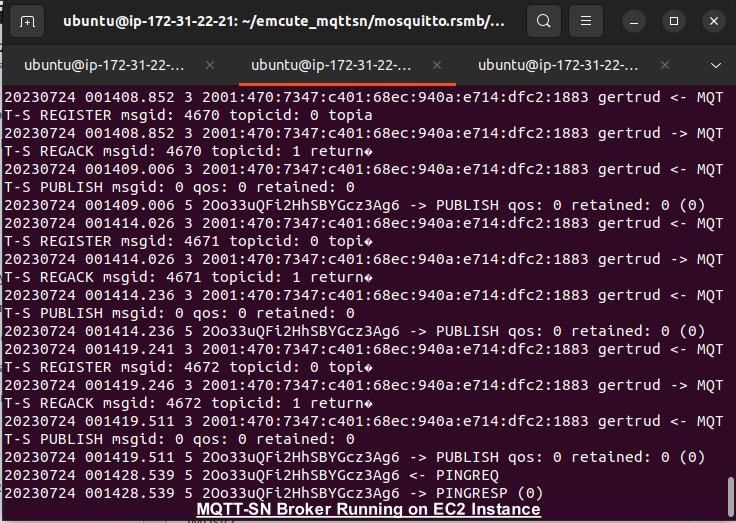 ubuntu@ip-172-31-22-21: ~/emcute_mqttsn/mosquitto.rsmb/...
ubuntu@ip-172-31-22-... × ubuntu@ip-172-31-22-... × ubuntu@ip-172-31-22-... ×
20230724 001408.852 3 2001:470:7347:c401:68ec:940a:e714:dfc2:1883 gertrud <- MQT
T-S REGISTER msgid: 4670 topicid: 0 topia
20230724 001408.852 3 2001:470:7347:c401:68ec:940a:e714:dfc2:1883 gertrud -> MQT
T-S REGACK msgid: 4670 topicid: 1 return�
20230724 001409.006 3 2001:470:7347:c401:68ec:940a:e714:dfc2:1883 gertrud <- MQT
T-S PUBLISH msgid: 0 qos: 0 retained: 0
20230724 001409.006 5 2Oo33uQFi2HhSBYGcz3Ag6 -> PUBLISH qos: 0 retained: 0 (0)
20230724 001414.026 3 2001:470:7347:c401:68ec:940a:e714:dfc2:1883 gertrud <- MQT
T-S REGISTER msgid: 4671 topicid: 0 topi�
20230724 001414.026 3 2001:470:7347:c401:68ec:940a:e714:dfc2:1883 gertrud -> MQT
T-S REGACK msgid: 4671 topicid: 1 return�
20230724 001414.236 3 2001:470:7347:c401:68ec:940a:e714:dfc2:1883 gertrud <- MQT
T-S PUBLISH msgid: 0 qos: 0 retained: 0
20230724 001414.236 5 2Oo33uQFi2HhSBYGcz3Ag6 -> PUBLISH qos: 0 retained: 0 (0)
20230724 001419.241 3 2001:470:7347:c401:68ec:940a:e714:dfc2:1883 gertrud <- MQT
T-S REGISTER msgid: 4672 topicid: 0 topi�
20230724 001419.246 3 2001:470:7347:c401:68ec:940a:e714:dfc2:1883 gertrud -> MQT
T-S REGACK msgid: 4672 topicid: 1 return�
20230724 001419.511 3 2001:470:7347:c401:68ec:940a:e714:dfc2:1883 gertrud <- MQT
T-S PUBLISH msgid: 0 qos: 0 retained: 0
20230724 001419.511 5 2Oo33uQFi2HhSBYGcz3Ag6 -> PUBLISH qos: 0 retained: 0 (0)
20230724 001428.539 5 2Oo33uQFi2HhSBYGcz3Ag6 <- PINGREQ
20230724 001428.539 5 2Oo33uQFi2HhSBYGcz3Ag6 -> PINGRESP (0)
MQTT-SN Broker Running on EC2 Instance